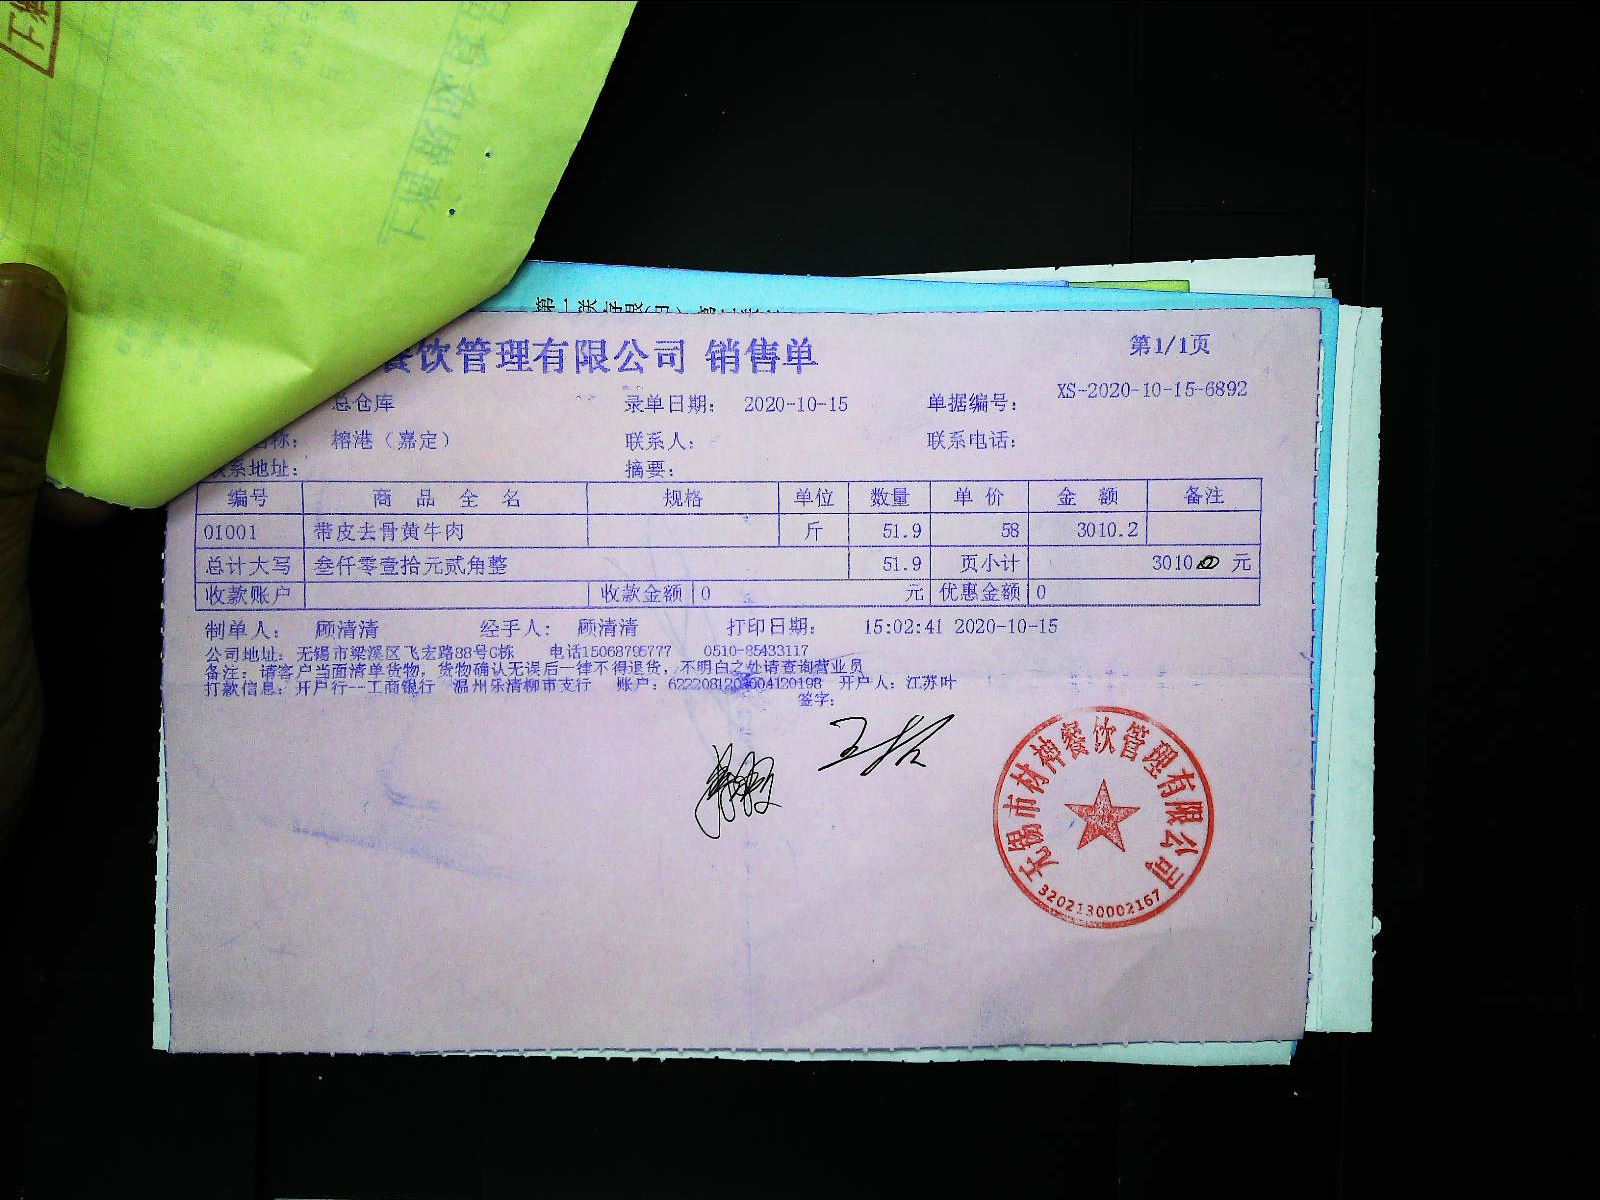 饮管理有限公司 销售单
第1/1页
总仓库 录单日期: 2020-10-15 单据编号: XS-2020-10-15-6892
名称: 榕港（嘉定） 联系人: 联系电话:
联系地址: 摘要:
编号 商品全名 规格 单位 数量 单价 金额 备注
01001 带皮去骨黄牛肉 斤 51.9 58 3010.2
总计大写 叁仟零壹拾元贰角整 51.9 页小计 3010 元
收款账户 收款金额 0 元 优惠金额 0
制单人: 顾清清 经手人: 顾清清 打印日期: 15:02:41 2020-10-15
公司地址: 无锡市梁溪区飞宏路88号C栋 电话15068795777 0510-85433117
备注: 请客户当面清单货物, 货物确认无误后一律不得退货, 不明白之处请查询营业员
打款信息: 开户行--工商银行 温州乐清柳市支行 账户: 开户人: 江苏叶
签字:
无锡市材神餐饮管理有限公司
3202130002167